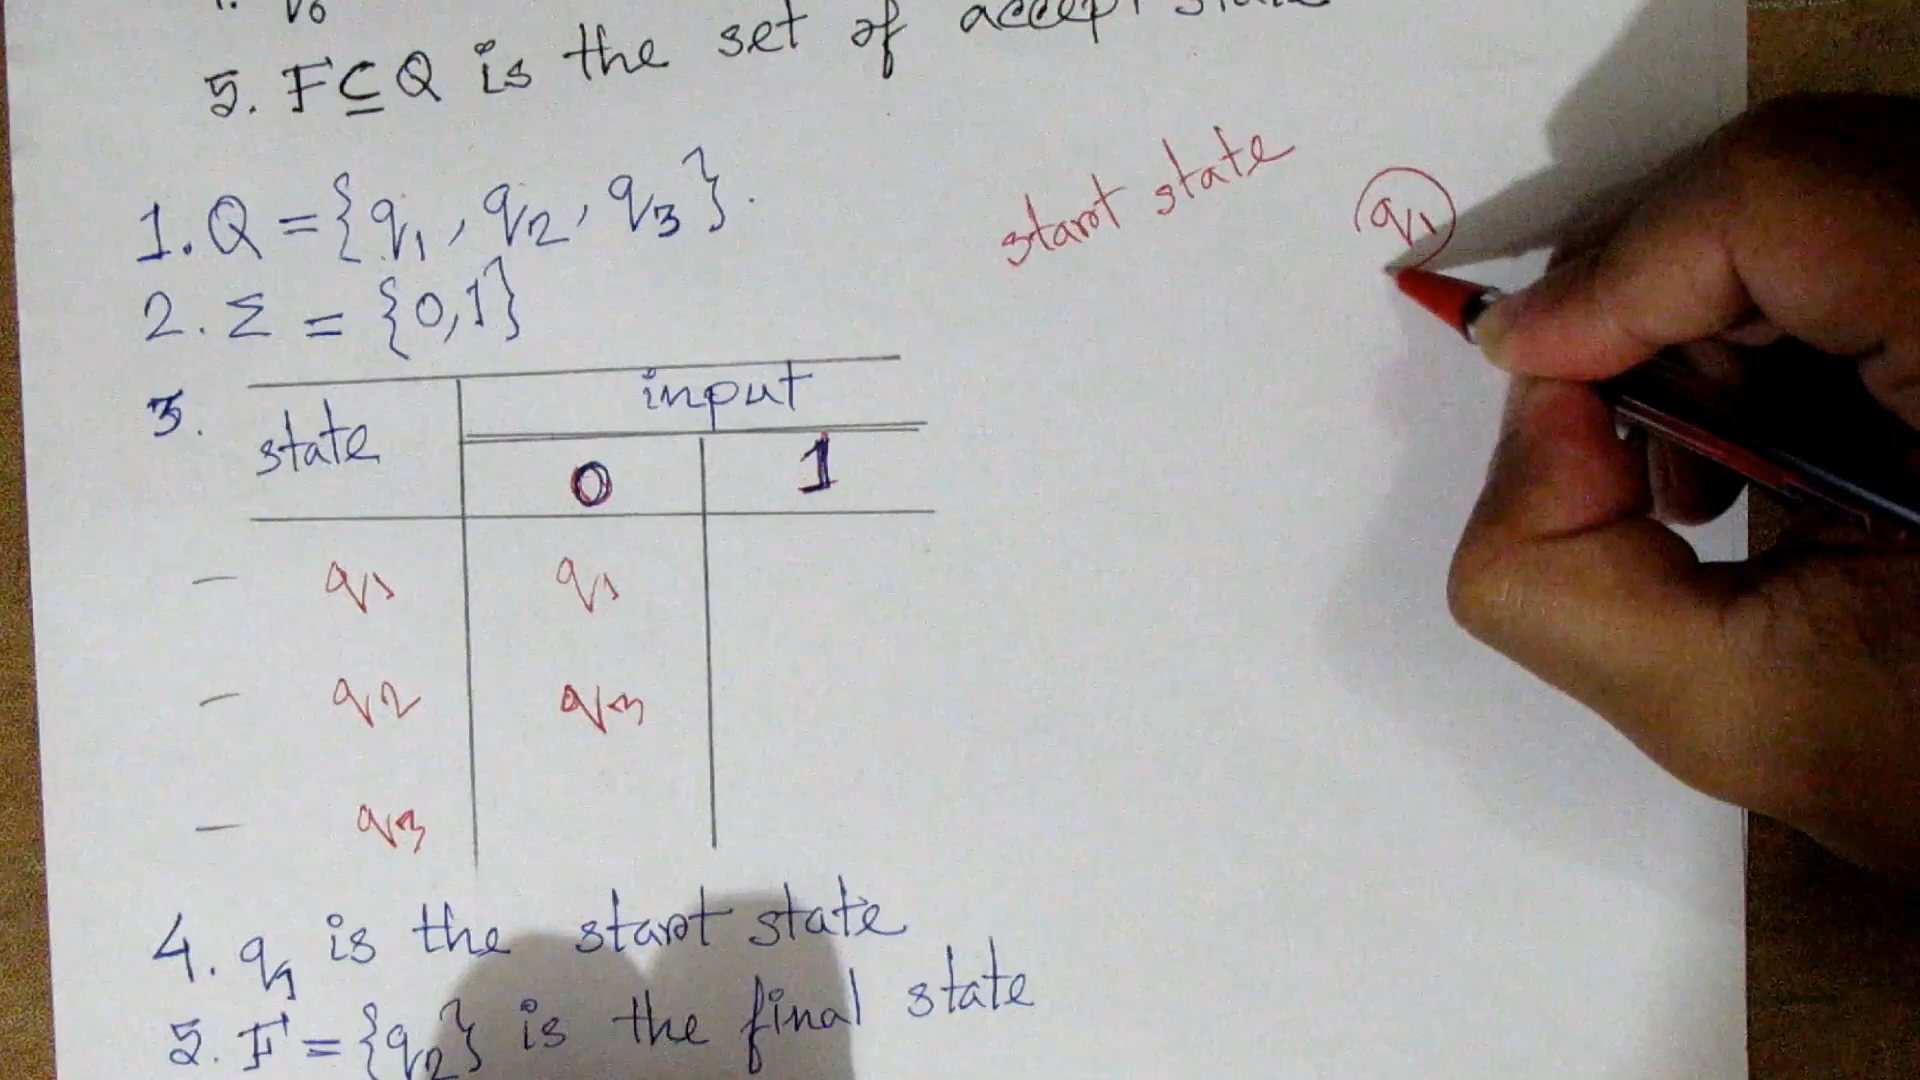 5. F⊆Q is the set of accept
1. Q = {q1, q2, q3}.
start state
q1
2. Σ = {0,1}
3.
state
input
0
1
— q1 q1
— q2 q3
— q3
4. q1 is the start state
5. F = {q2} is the final state